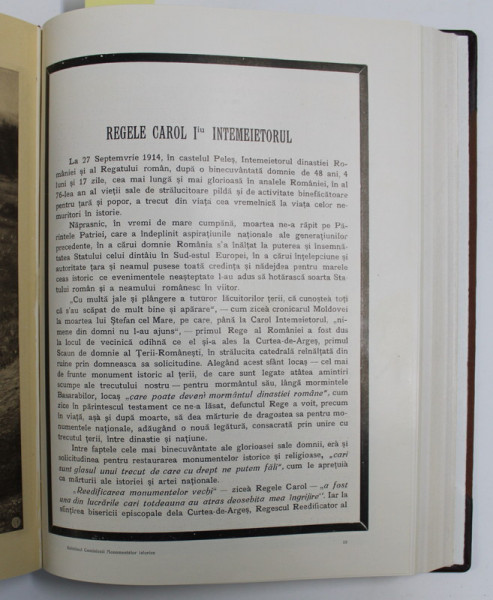 REGELE CAROL Iiu INTEMEIETORUL
La 27 Septemvrie 1914, în castelul Peleș, Intemeietorul dinastiei Ro-
mâniei și al Regatului român, după o binecuvântată domnie de 48 ani, 4
luni și 17 zile, cea mai lungă și mai glorioasă în analele României, în al
76-lea an al vieții sale de strălucitoare pildă și de activitate binefăcătoare
pentru țară și popor, a trecut din viața cea vremelnică la viața celor ne-
muritori în istorie.
Năprasnic, în vremi de mare cumpănă, moartea ne-a răpit pe Pă-
rintele Patriei, care a îndeplinit aspirațiunile naționale ale generațiunilor
precedente, în a cărui domnie România s'a înălțat la puterea și însemnă-
tatea Statului celui dintâiu în Sud-estul Europei, în a cărui înțelepciune și
autoritate țara și neamul pusese toată credința și nădejdea pentru marele
ceas istoric ce evenimentele neașteptate l-au adus să hotărască soarta Sta-
tului român și a neamului românesc în viitor.
„Cu multă jale și plângere a tuturor lăcuitorilor țerii, că cunoșteà toți
că s'au scăpat de mult bine și apărare", — cum ziceà cronicarul Moldovei
la moartea lui Ștefan cel Mare, pe care, până la Carol Intemeietorul, „ni-
mene din domni nu l-au ajuns", — primul Rege al României a fost dus
la locul de vecinică odihnă ce el și-a ales la Curtea-de-Argeș, primul
Scaun de domnie al Țerii-Românești, în strălucita catedrală reînălțată din
ruine prin domneasca sa solicitudine. Alegând acest sfânt locaș — cel mai
de frunte monument istoric al țerii, de care sunt legate atâtea amintiri
scumpe ale trecutului nostru — pentru mormântul său, lângă mormintele
Basarabilor, locaș „care poate deveni mormântul dinastiei române", cum
zice în părintescul testament ce ne-a lăsat, defunctul Rege a voit, precum
în viață, așà și după moarte, să dea mărturie de dragostea sa pentru mo-
numentele naționale, adăugând o nouă legătură, consacrată prin unire cu
trecutul țerii, între dinastie și națiune.
Intre faptele cele mai binecuvântate ale glorioasei sale domnii, erà și
solicitudinea pentru restaurarea monumentelor istorice și religioase, „cari
sunt glasul unui trecut de care cu drept ne putem făli", cum le aprețuia
ca mărturii ale istoriei și artei naționale.
„Reedificarea monumentelor vechi" — ziceà Regele Carol — „a fost
una din lucrările cari totdeauna au atras deosebita mea îngrijire". Iar la
sfințirea bisericii episcopale dela Curtea-de-Argeș, Regescul Reedificator al
Buletinul Comisiunii Monumentelor istorice